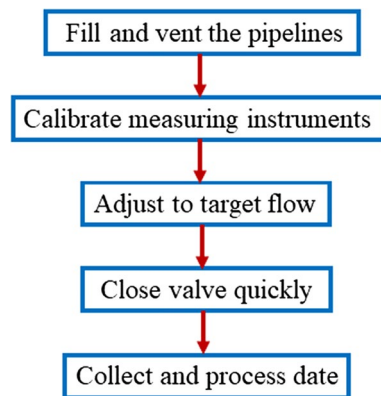 Fill and vent the pipelines
Calibrate measuring instruments
Adjust to target flow
Close valve quickly
Collect and process date